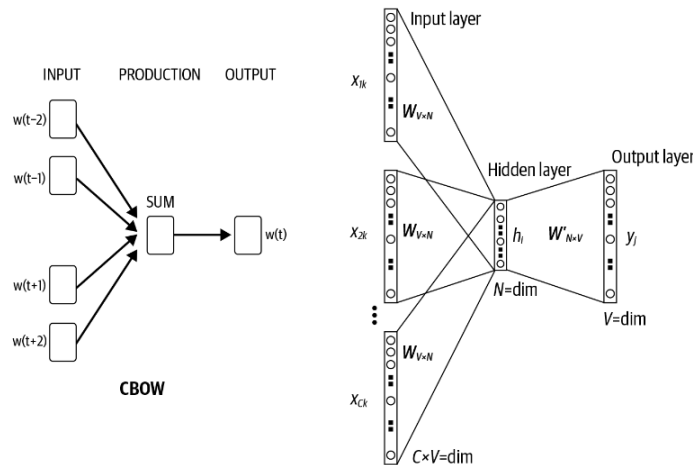 INPUT PRODUCTION OUTPUT
w(t−2)
w(t−1)
SUM
w(t)
w(t+1)
w(t+2)
CBOW
Input layer
x1k
WV×N
Hidden layer
Output layer
x2k
WV×N
hi
W'N×V
yj
N=dim
V=dim
WV×N
xCk
C×V=dim